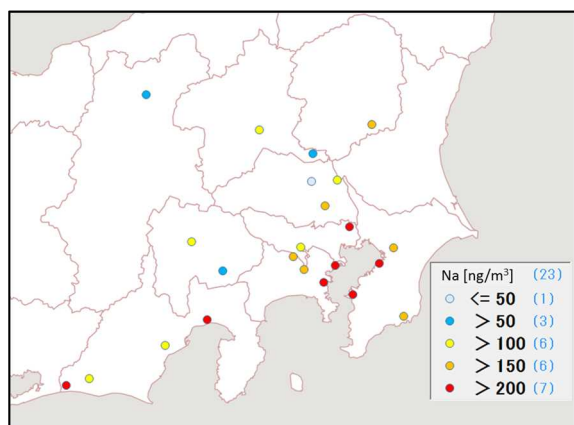 Na [ng/m³] (23)
<= 50 (1)
> 50 (3)
> 100 (6)
> 150 (6)
> 200 (7)